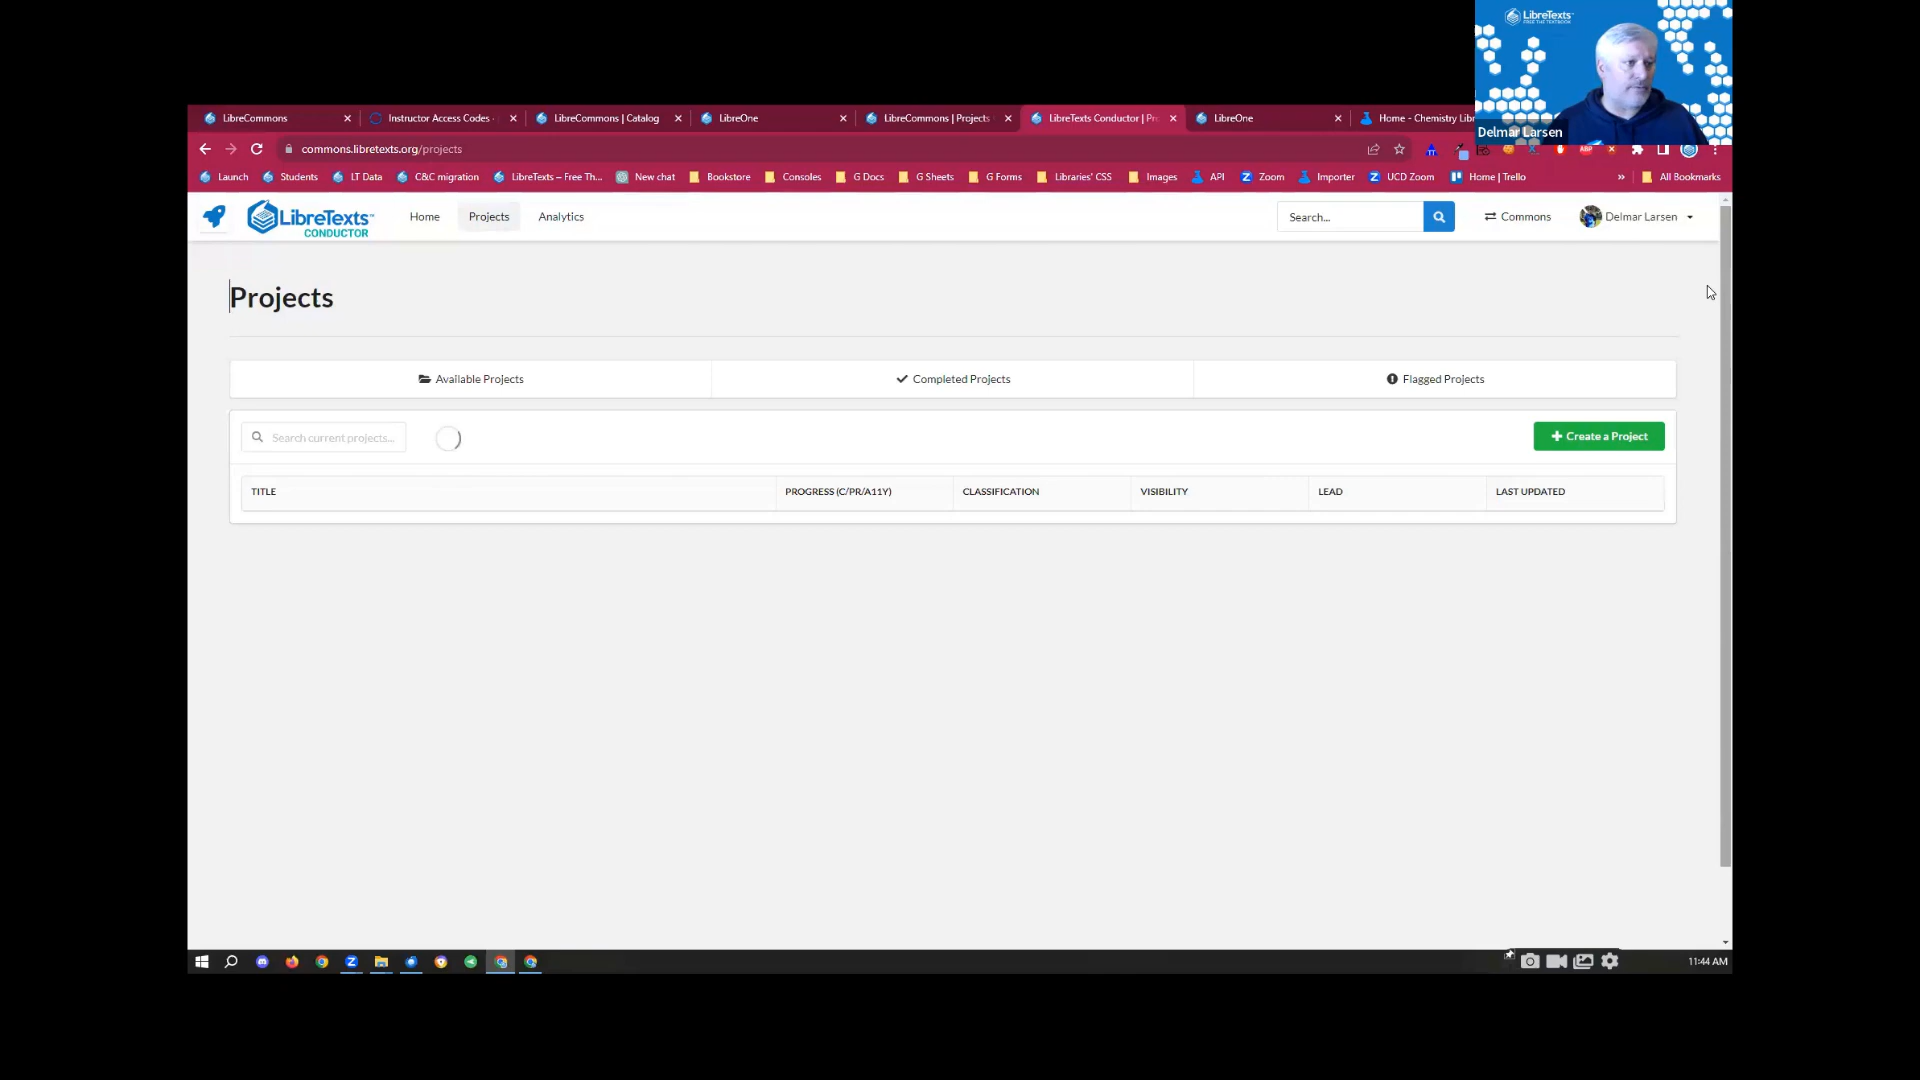 LibreTexts
FREE THE TEXTBOOK
Delmar Larsen
LibreCommons
Instructor Access Codes -
LibreCommons | Catalog
LibreOne
LibreCommons | Projects
LibreTexts Conductor | Pr
LibreOne
Home - Chemistry Libr
commons.libretexts.org/projects
Launch
Students
LT Data
C&C migration
LibreTexts – Free Th...
New chat
Bookstore
Consoles
G Docs
G Sheets
G Forms
Libraries' CSS
Images
API
Zoom
Importer
UCD Zoom
Home | Trello
»
All Bookmarks
LibreTexts™
CONDUCTOR
Home
Projects
Analytics
Search...
Commons
Delmar Larsen
Projects
Available Projects
Completed Projects
Flagged Projects
Search current projects...
Create a Project
TITLE
PROGRESS (C/PR/A11Y)
CLASSIFICATION
VISIBILITY
LEAD
LAST UPDATED
11:44 AM